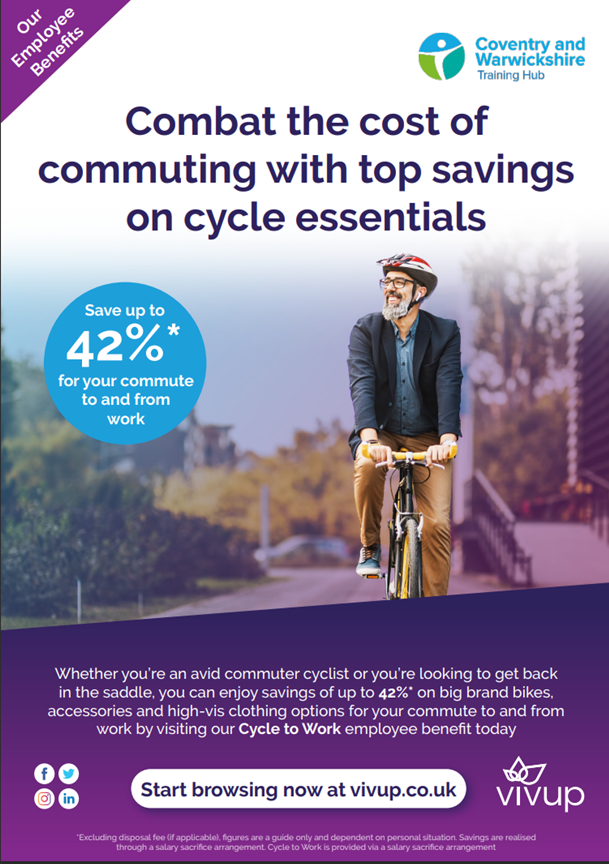 Our
Employee
Benefits
Coventry and
Warwickshire
Training Hub
Combat the cost of
commuting with top savings
on cycle essentials
Save up to
42%*
for your commute
to and from
work
Whether you're an avid commuter cyclist or you're looking to get back
in the saddle, you can enjoy savings of up to 42%* on big brand bikes,
accessories and high-vis clothing options for your commute to and from
work by visiting our Cycle to Work employee benefit today
Start browsing now at vivup.co.uk
vivup
*Excluding disposal fee (if applicable), figures are a guide only and dependent on personal situation. Savings are realised
through a salary sacrifice arrangement. Cycle to Work is provided via a salary sacrifice arrangement